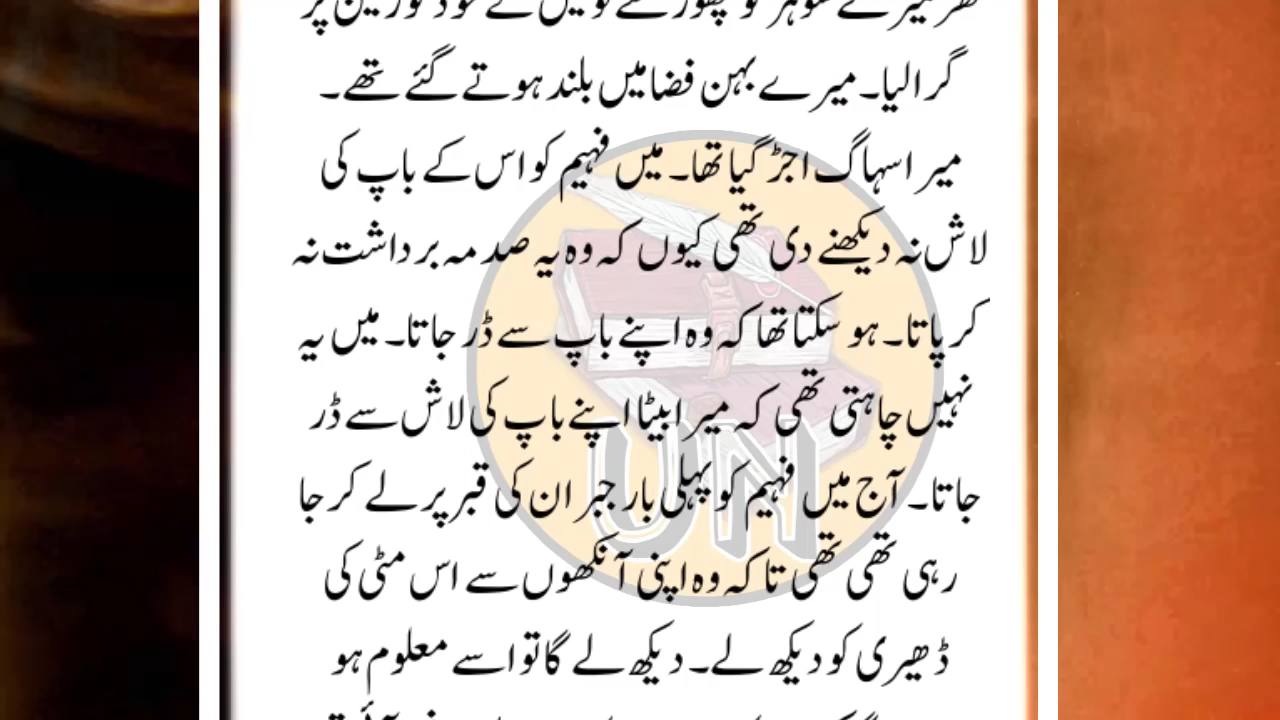 گرالیا۔ میرے بہن فضا میں بلند ہوتے گئے تھے۔
میرا سہاگ اجڑ گیا تھا۔ میں فہیم کو اس کے باپ کی
لاش نہ دیکھنے دی تھی کیوں کہ وہ یہ صدمہ برداشت نہ
کر پاتا۔ ہو سکتا تھا کہ وہ اپنے باپ سے ڈر جاتا۔ میں یہ
نہیں چاہتی تھی کہ میرا بیٹا اپنے باپ کی لاش سے ڈر
جاتا۔ آج میں فہیم کو پہلی بار جبران کی قبر پر لے کر جا
رہی تھی تھی تا کہ وہ اپنی آنکھوں سے اس مٹی کی
ڈھیری کو دیکھ لے۔ دیکھ لے گا تو اسے معلوم ہو
UN